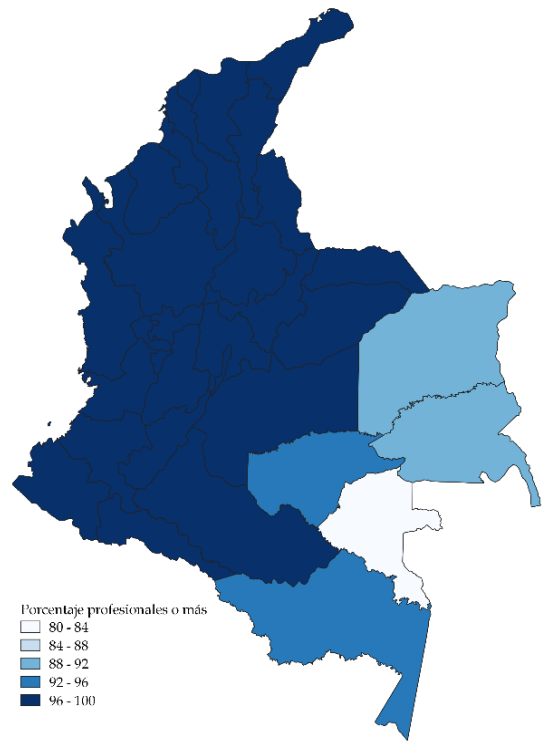 Porcentaje profesionales o más
80 - 84
84 - 88
88 - 92
92 - 96
96 - 100